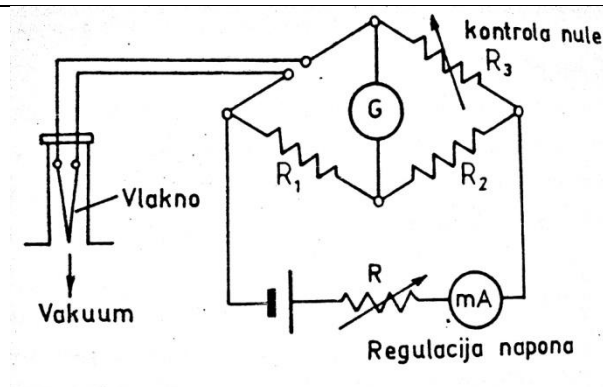 kontrola nule
R3
G
R1
R2
Vlakno
Vakuum
R
mA
Regulacija napona